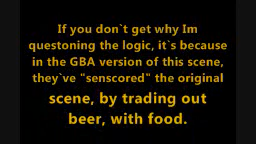 If you don`t get why Im
questoning the logic, it`s because
in the GBA version of this scene,
they`ve "senscored" the original
scene, by trading out
beer, with food.